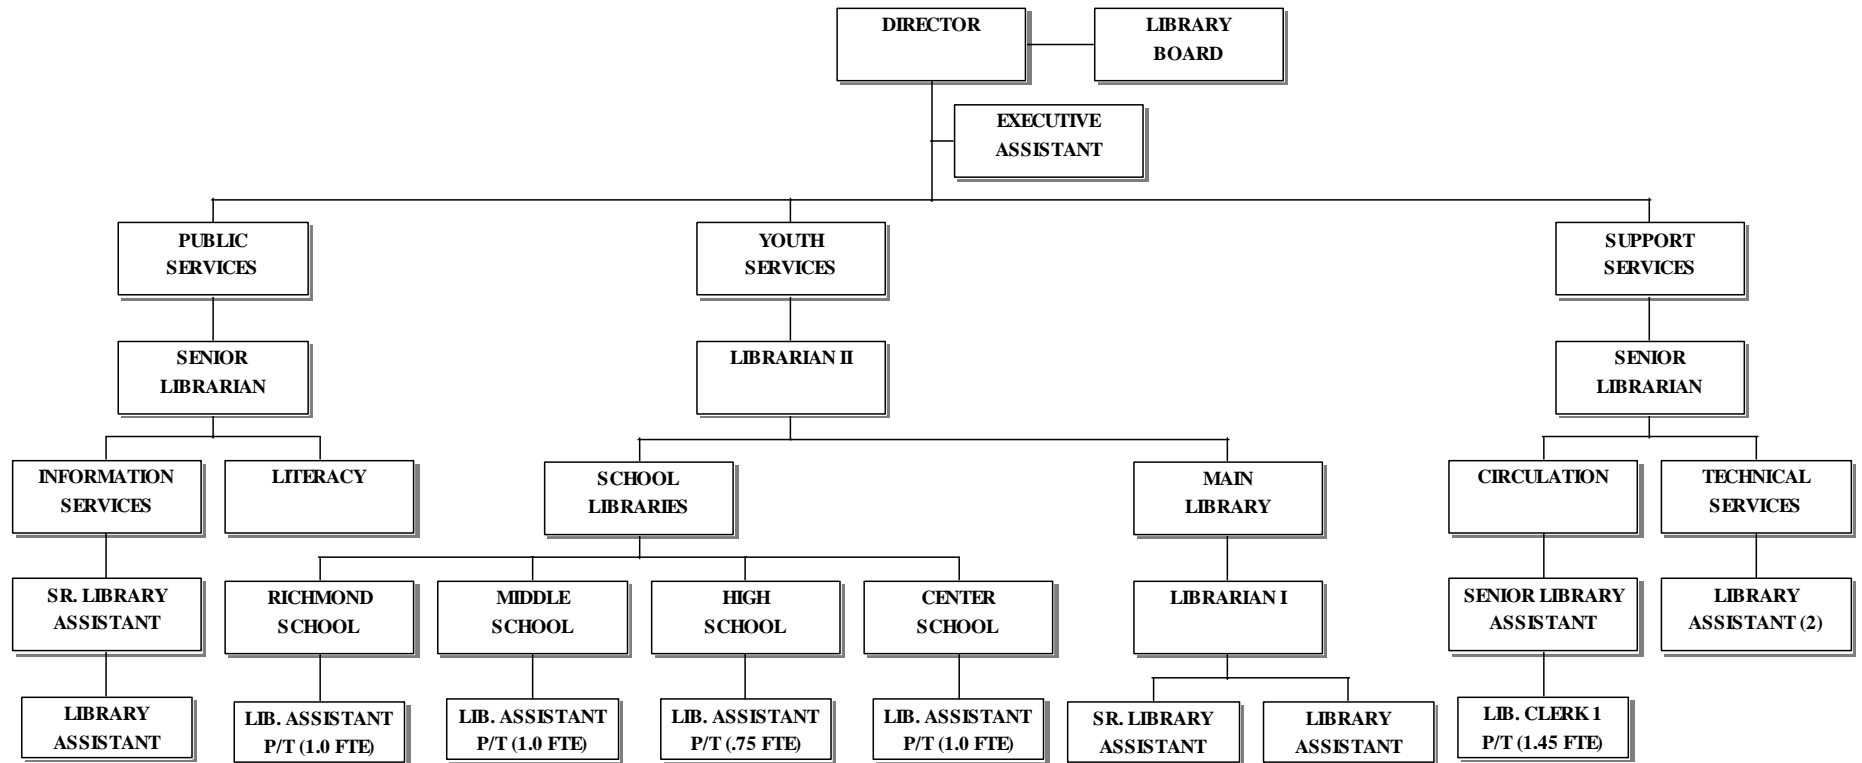 DIRECTOR
LIBRARY
BOARD
EXECUTIVE
ASSISTANT
PUBLIC
SERVICES
YOUTH
SERVICES
SUPPORT
SERVICES
SENIOR
LIBRARIAN
LIBRARIAN II
SENIOR
LIBRARIAN
INFORMATION
SERVICES
LITERACY
SCHOOL
LIBRARIES
MAIN
LIBRARY
CIRCULATION
TECHNICAL
SERVICES
SR. LIBRARY
ASSISTANT
RICHMOND
SCHOOL
MIDDLE
SCHOOL
HIGH
SCHOOL
CENTER
SCHOOL
LIBRARIAN I
SENIOR LIBRARY
ASSISTANT
LIBRARY
ASSISTANT (2)
LIBRARY
ASSISTANT
LIB. ASSISTANT
P/T (1.0 FTE)
LIB. ASSISTANT
P/T (1.0 FTE)
LIB. ASSISTANT
P/T (.75 FTE)
LIB. ASSISTANT
P/T (1.0 FTE)
SR. LIBRARY
ASSISTANT
LIBRARY
ASSISTANT
LIB. CLERK 1
P/T (1.45 FTE)